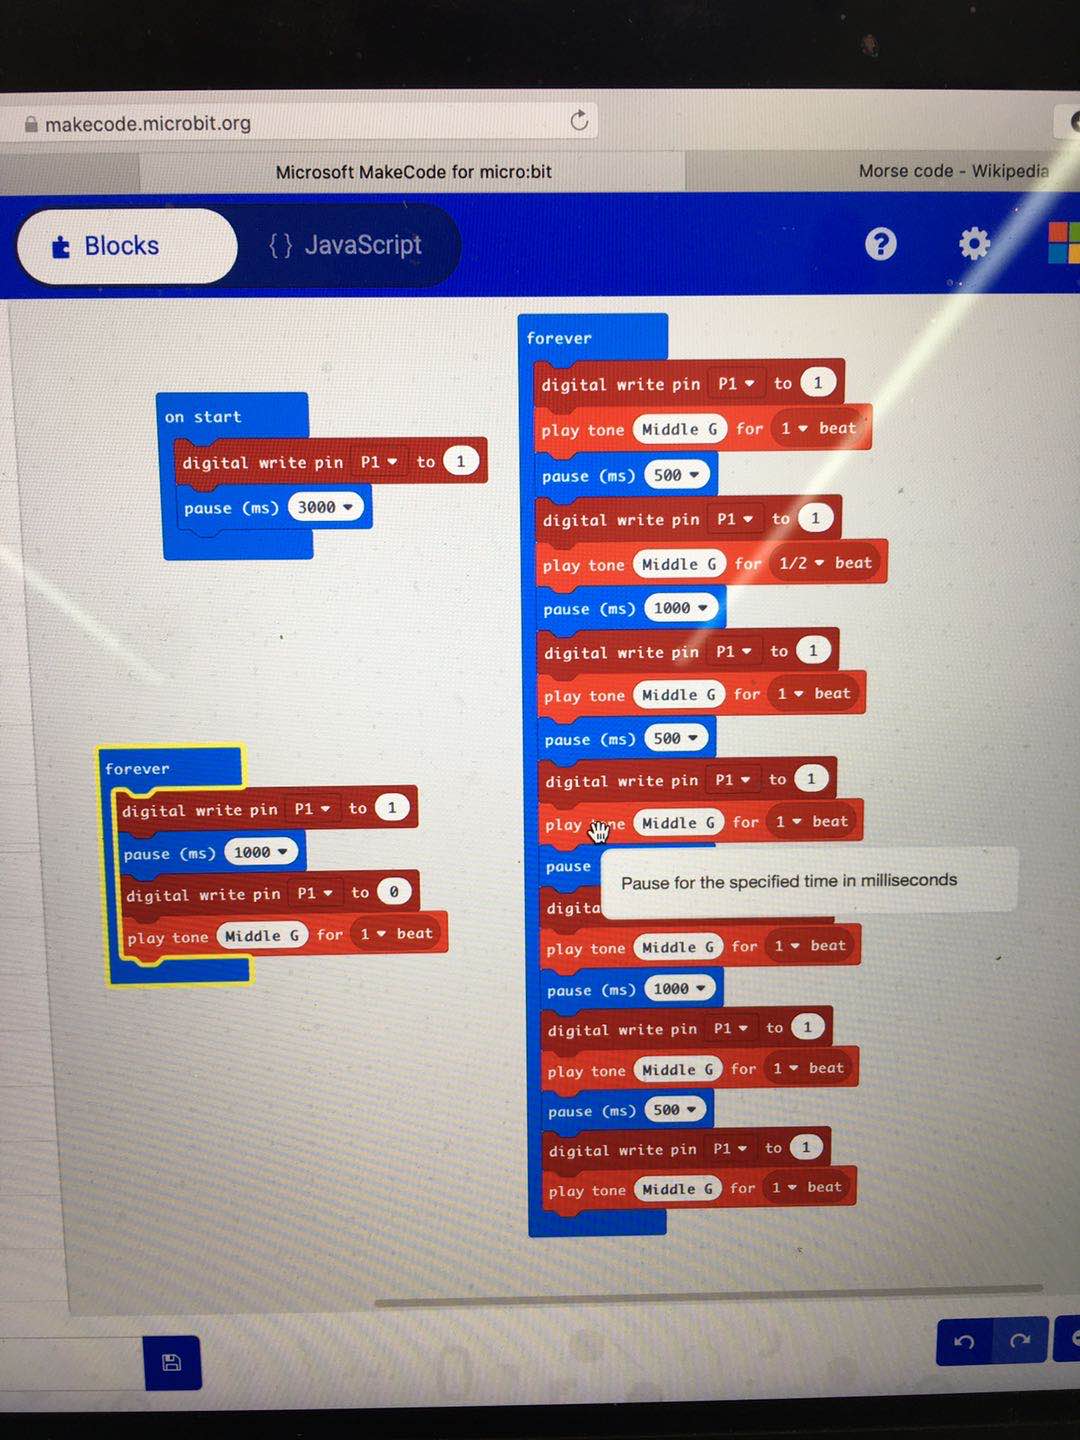 makecode.microbit.org
Microsoft MakeCode for micro:bit
Morse code - Wikipedia
Blocks
{} JavaScript
?
on start
digital write pin P1 to 1
pause (ms) 3000
forever
digital write pin P1 to 1
pause (ms) 1000
digital write pin P1 to 0
play tone Middle G for 1 beat
forever
digital write pin P1 to 1
play tone Middle G for 1 beat
pause (ms) 500
digital write pin P1 to 1
play tone Middle G for 1/2 beat
pause (ms) 1000
digital write pin P1 to 1
play tone Middle G for 1 beat
pause (ms) 500
digital write pin P1 to 1
play Middle G for 1 beat
pause
Pause for the specified time in milliseconds
digita
play tone Middle G for 1 beat
pause (ms) 1000
digital write pin P1 to 1
play tone Middle G for 1 beat
pause (ms) 500
digital write pin P1 to 1
play tone Middle G for 1 beat